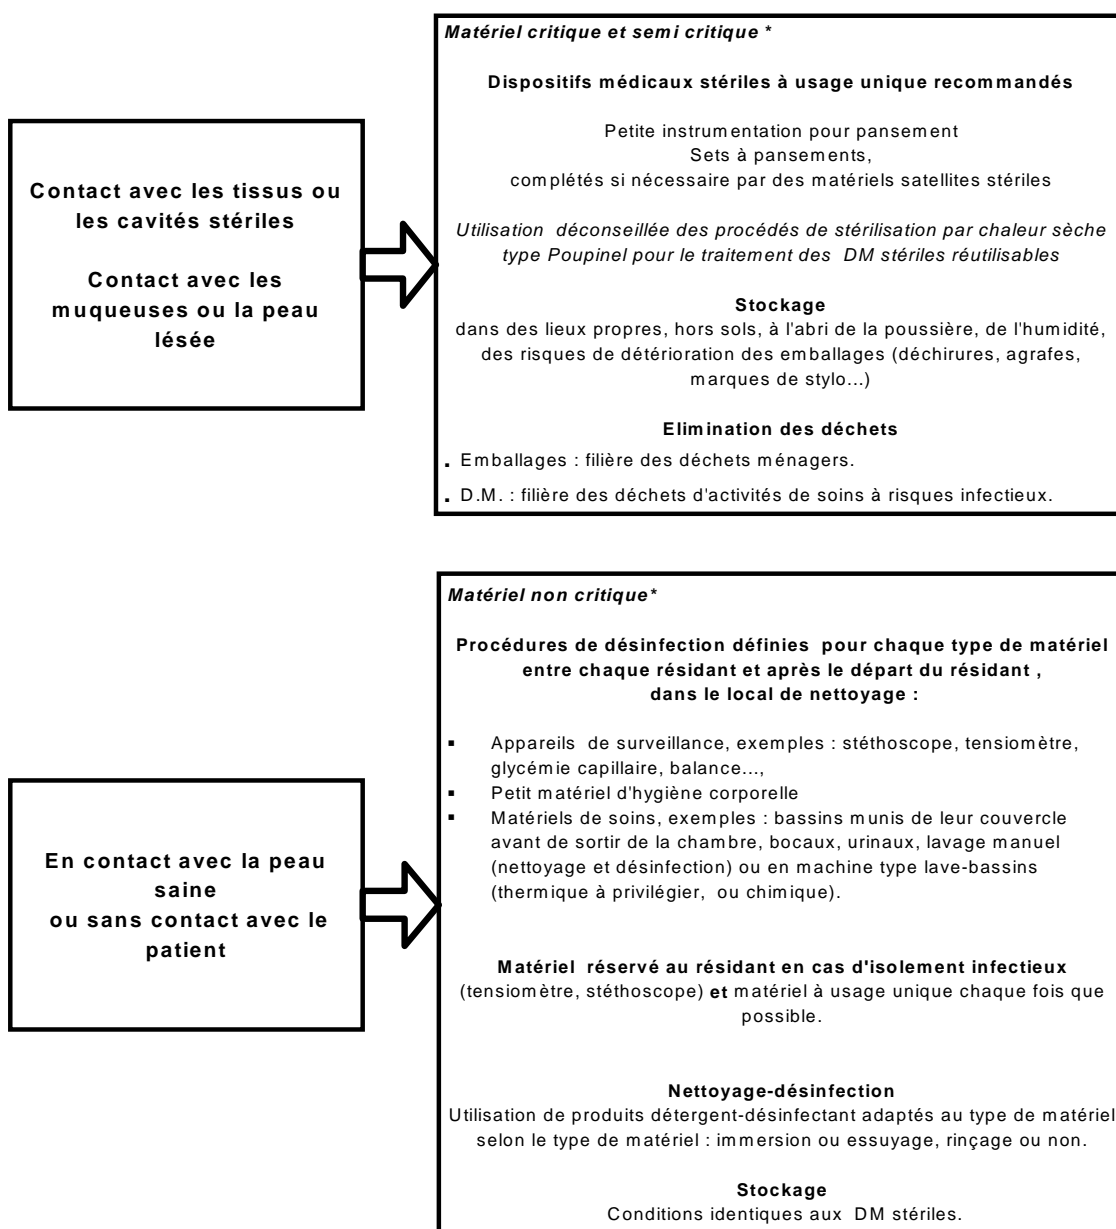 Contact avec les tissus ou
les cavités stériles
Contact avec les
muqueuses ou la peau
lésée
Matériel critique et semi critique *
Dispositifs médicaux stériles à usage unique recommandés
Petite instrumentation pour pansement
Sets à pansements,
complétés si nécessaire par des matériels satellites stériles
Utilisation déconseillée des procédés de stérilisation par chaleur sèche
type Poupinel pour le traitement des DM stériles réutilisables
Stockage
dans des lieux propres, hors sols, à l'abri de la poussière, de l'humidité,
des risques de détérioration des emballages (déchirures, agrafes,
marques de stylo...)
Elimination des déchets
▪ Emballages : filière des déchets ménagers.
▪ D.M. : filière des déchets d'activités de soins à risques infectieux.
En contact avec la peau
saine
ou sans contact avec le
patient
Matériel non critique*
Procédures de désinfection définies pour chaque type de matériel
entre chaque résidant et après le départ du résidant ,
dans le local de nettoyage :
▪ Appareils de surveillance, exemples : stéthoscope, tensiomètre,
glycémie capillaire, balance...,
▪ Petit matériel d'hygiène corporelle
▪ Matériels de soins, exemples : bassins munis de leur couvercle
avant de sortir de la chambre, bocaux, urinaux, lavage manuel
(nettoyage et désinfection) ou en machine type lave-bassins
(thermique à privilégier, ou chimique).
Matériel réservé au résidant en cas d'isolement infectieux
(tensiomètre, stéthoscope) et matériel à usage unique chaque fois que
possible.
Nettoyage-désinfection
Utilisation de produits détergent-désinfectant adaptés au type de matériel
selon le type de matériel : immersion ou essuyage, rinçage ou non.
Stockage
Conditions identiques aux DM stériles.